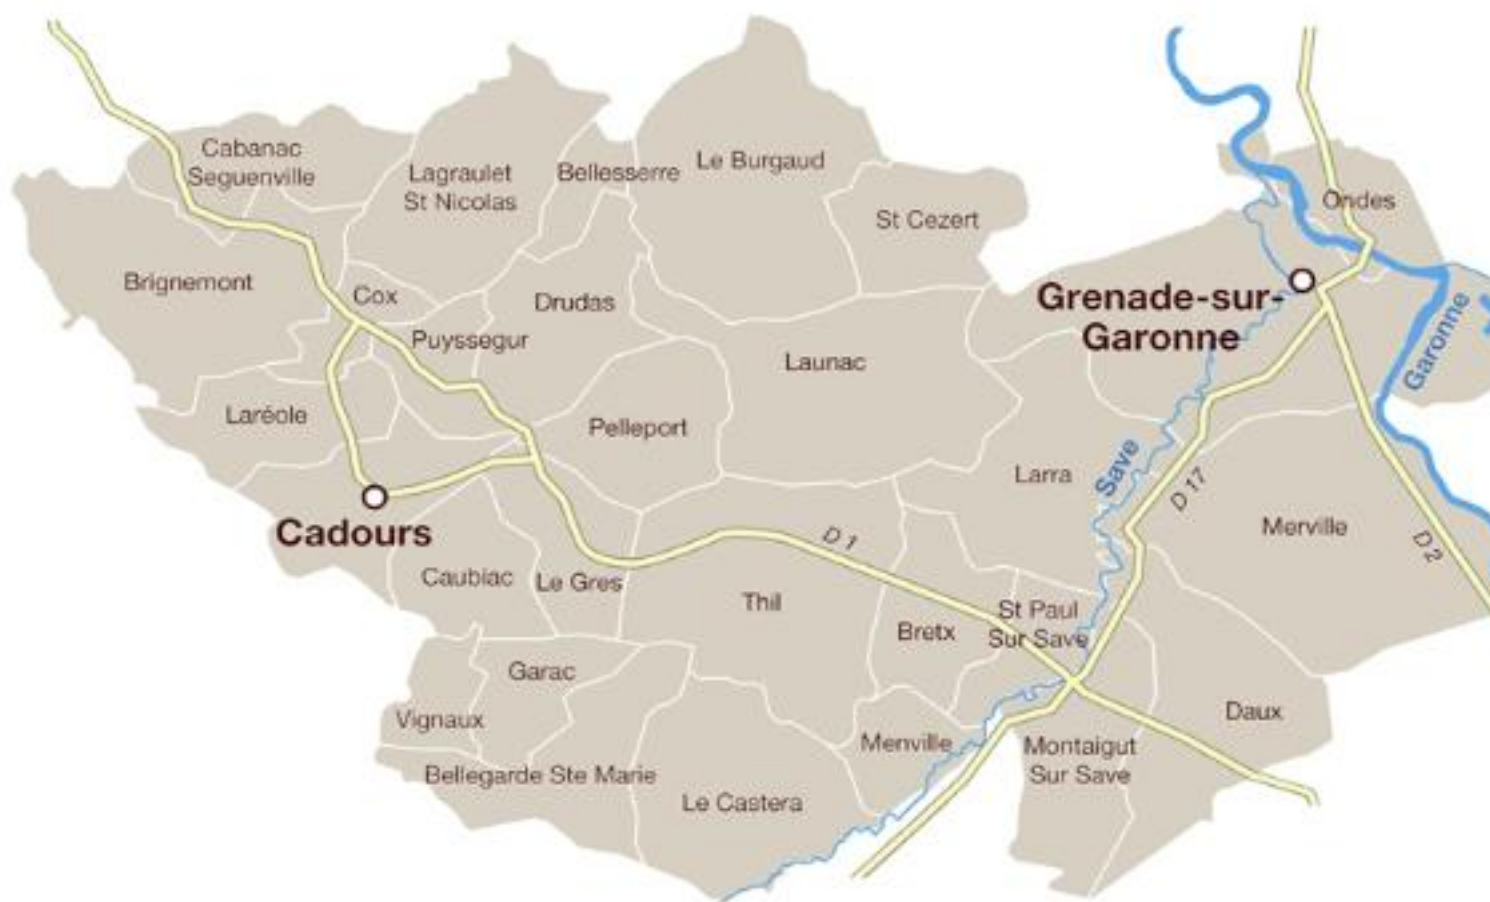 Cabanac
Seguenville
Lagraulet
St Nicolas
Bellesserre
Le Burgaud
St Cezert
Ondes
Brignemont
Cox
Drudas
Puyssegur
Grenade-sur-
Garonne
Garonne
Launac
Laréole
Pelleport
Larra
Save
D 17
Merville
D 2
Cadours
D 1
Caubiac
Le Gres
Thil
Bretx
St Paul
Sur Save
Garac
Vignaux
Daux
Menville
Montaigut
Sur Save
Bellegarde Ste Marie
Le Castera